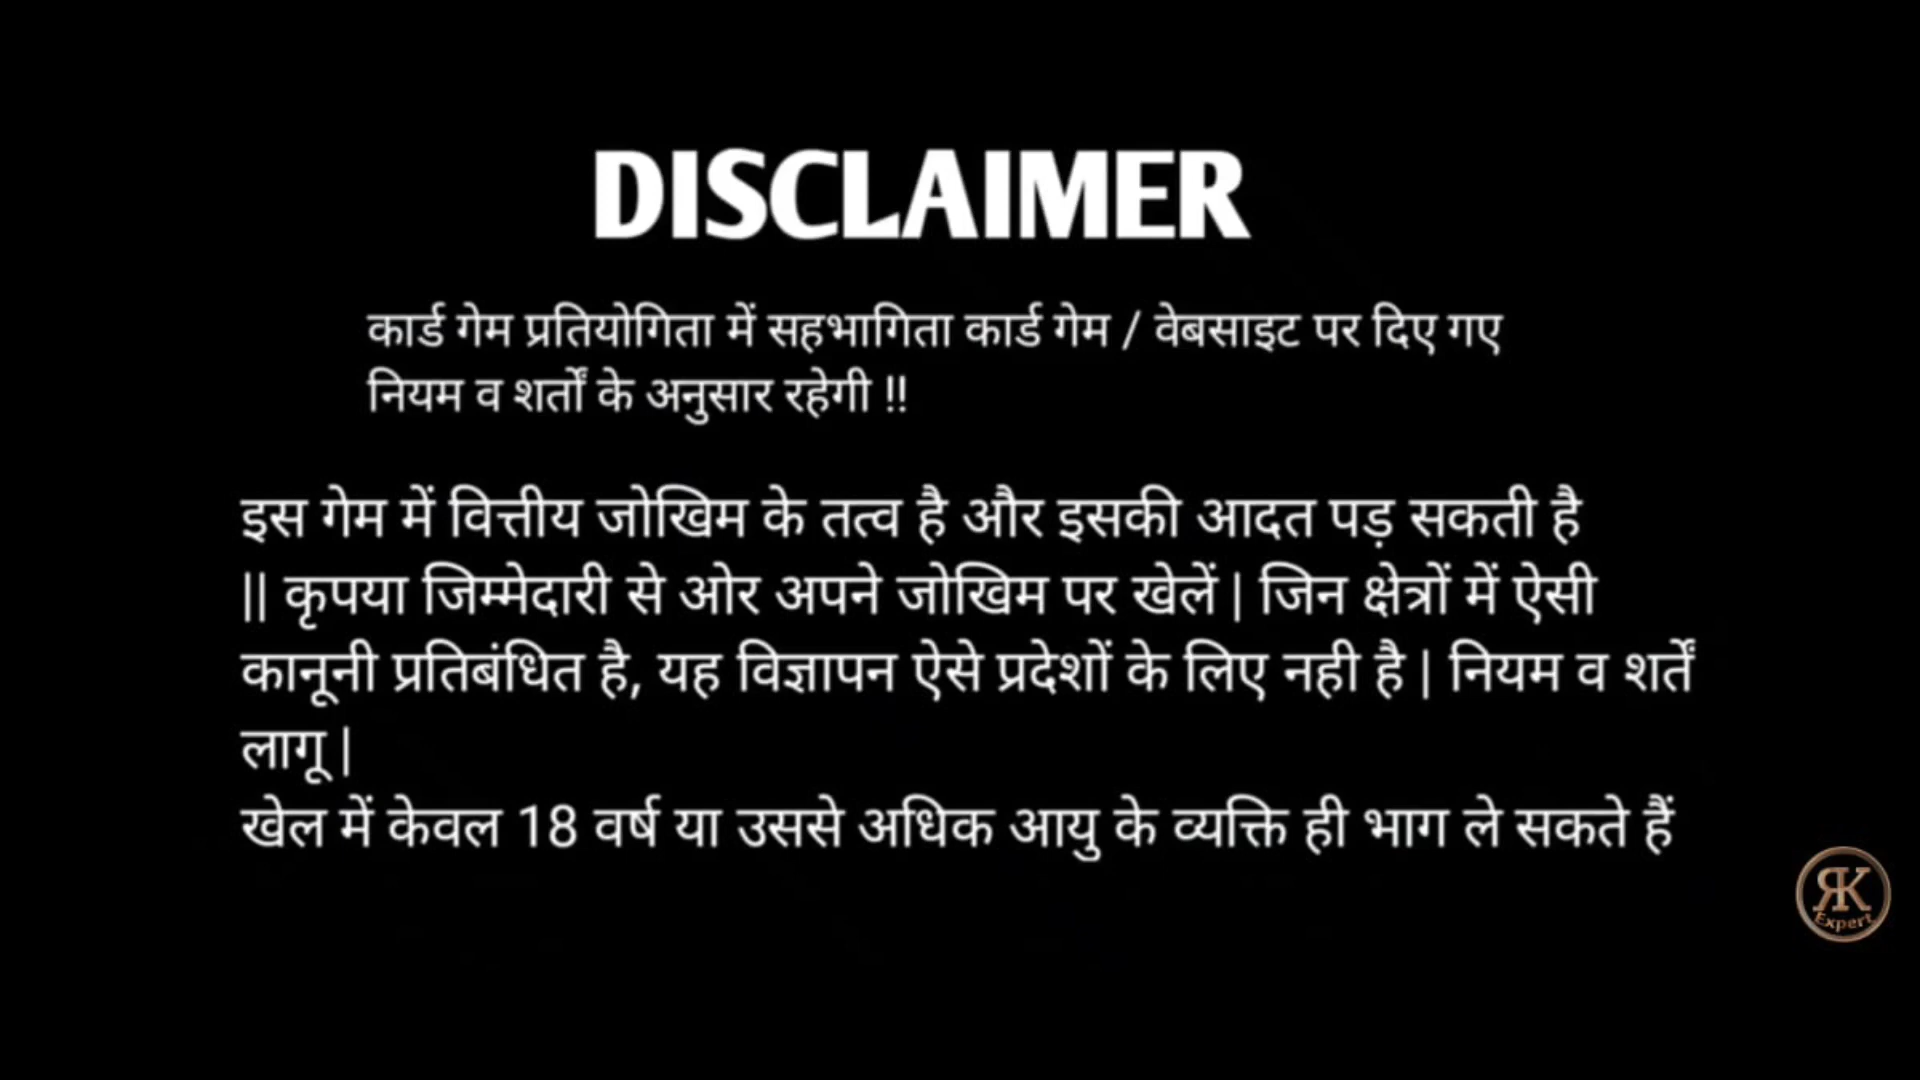 DISCLAIMER
कार्ड गेम प्रतियोगिता में सहभागिता कार्ड गेम / वेबसाइट पर दिए गए
नियम व शर्तों के अनुसार रहेगी !!
इस गेम में वित्तीय जोखिम के तत्व है और इसकी आदत पड़ सकती है
|| कृपया जिम्मेदारी से ओर अपने जोखिम पर खेलें | जिन क्षेत्रों में ऐसी
कानूनी प्रतिबंधित है, यह विज्ञापन ऐसे प्रदेशों के लिए नही है | नियम व शर्तें
लागू |
खेल में केवल 18 वर्ष या उससे अधिक आयु के व्यक्ति ही भाग ले सकते हैं
RK
Expert